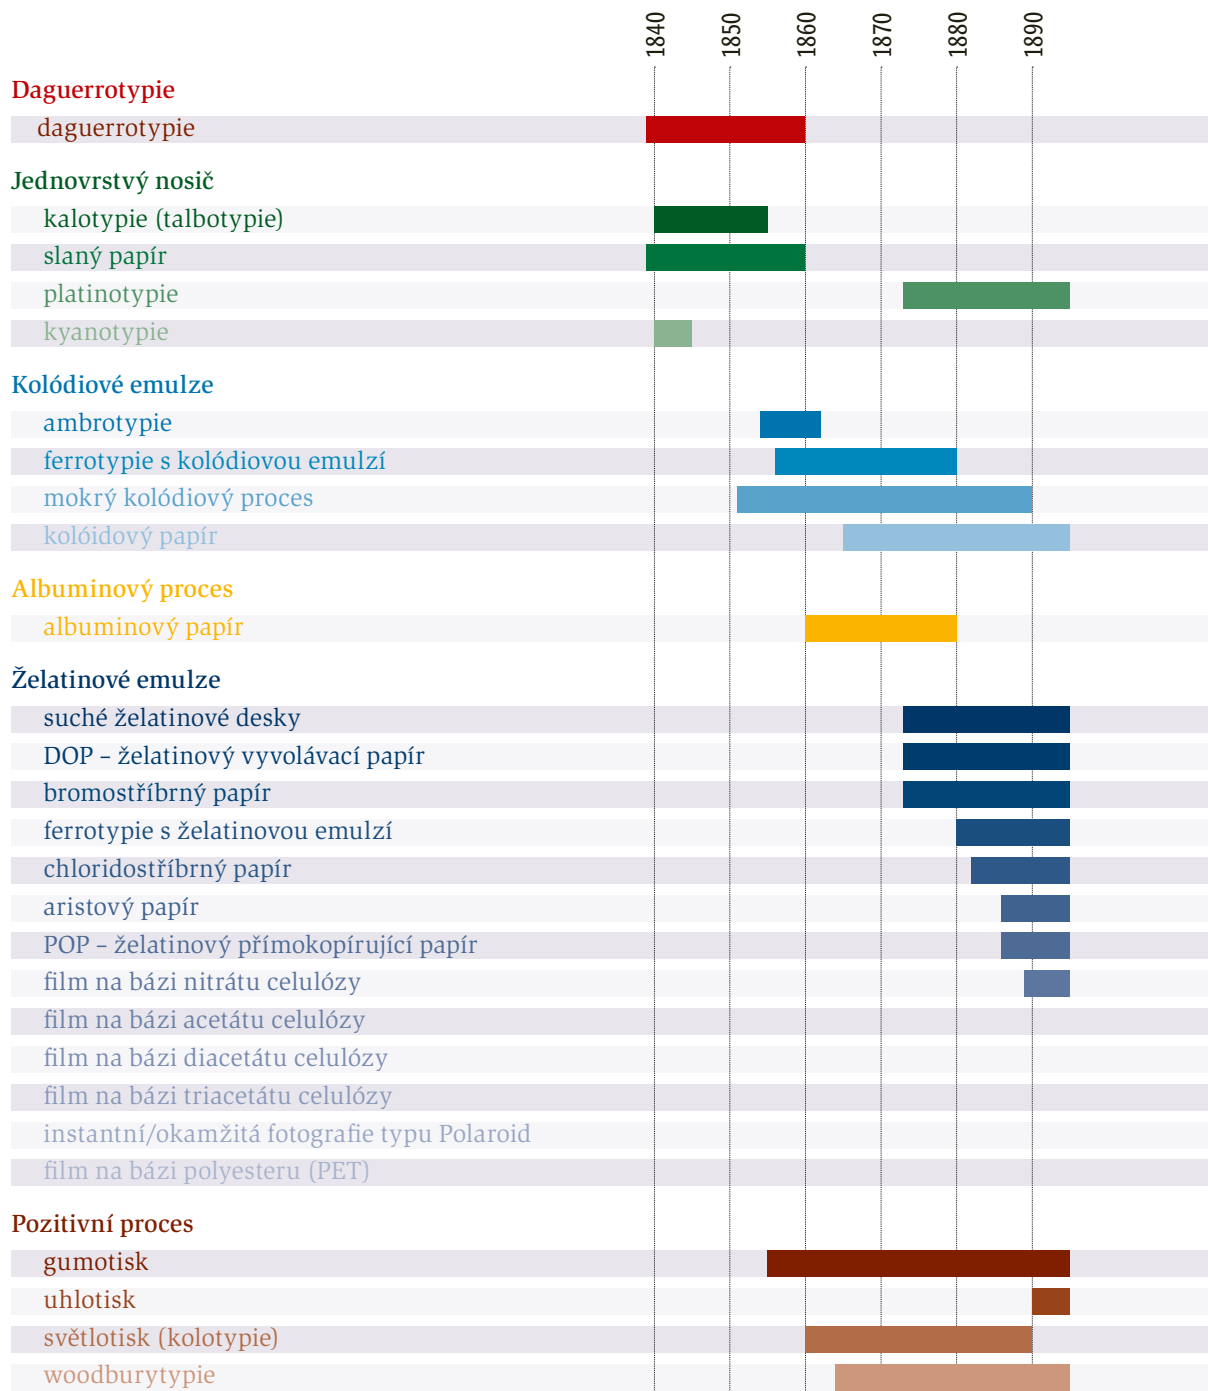 1840 1850 1860 1870 1880 1890
Daguerrotypie
daguerrotypie
Jednovrstvý nosič
kalotypie (talbotypie)
slaný papír
platinotypie
kyanotypie
Kolódiové emulze
ambrotypie
ferrotypie s kolódiovou emulzí
mokrý kolódiový proces
kolóidový papír
Albuminový proces
albuminový papír
Želatinové emulze
suché želatinové desky
DOP – želatinový vyvolávací papír
bromostříbrný papír
ferrotypie s želatinovou emulzí
chloridostříbrný papír
aristový papír
POP – želatinový přímokopírující papír
film na bázi nitrátu celulózy
film na bázi acetátu celulózy
film na bázi diacetátu celulózy
film na bázi triacetátu celulózy
instantní/okamžitá fotografie typu Polaroid
film na bázi polyesteru (PET)
Pozitivní proces
gumotisk
uhlotisk
světlotisk (kolotypie)
woodburytypie